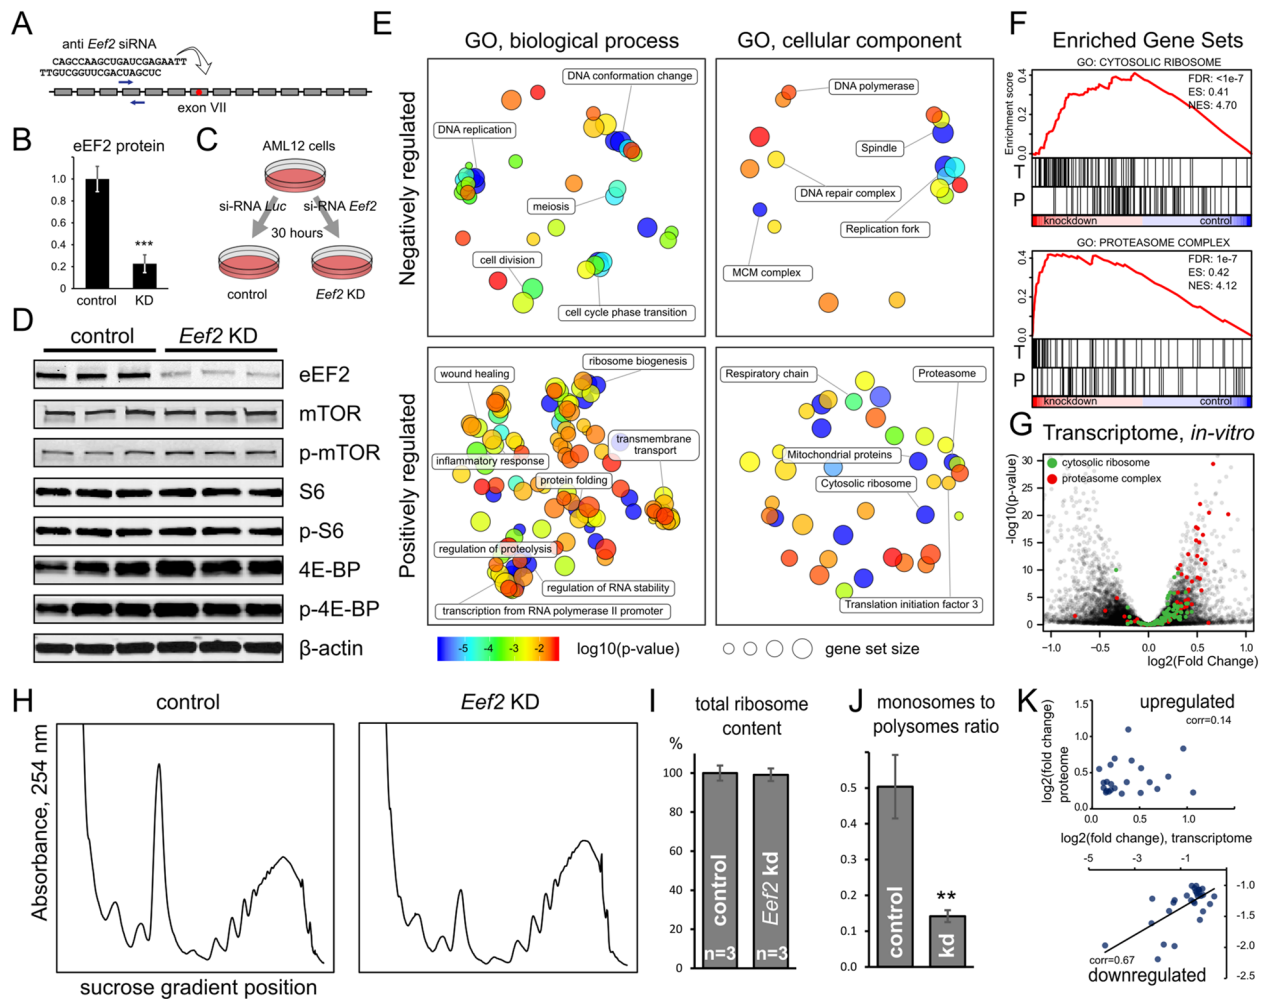 A
anti Eef2 siRNA
CAGCCAAGCUGAUCGAGAATT
TTGUCGGUUCGACUAGCUC
exon VII
B
eEF2 protein
1.0
0.8
0.6
0.4
0.2
0
***
control
KD
C
AML12 cells
si-RNA Luc
si-RNA Eef2
30 hours
control
Eef2 KD
D
control
Eef2 KD
eEF2
mTOR
p-mTOR
S6
p-S6
4E-BP
p-4E-BP
β-actin
E
GO, biological process
GO, cellular component
Negatively regulated
DNA conformation change
DNA replication
meiosis
cell division
cell cycle phase transition
DNA polymerase
Spindle
DNA repair complex
Replication fork
MCM complex
Positively regulated
ribosome biogenesis
wound healing
transmembrane
transport
inflammatory response
protein folding
regulation of proteolysis
regulation of RNA stability
transcription from RNA polymerase II promoter
Respiratory chain
Proteasome
Mitochondrial proteins
Cytosolic ribosome
Translation initiation factor 3
-5 -4 -3 -2
log10(p-value)
gene set size
F
Enriched Gene Sets
GO: CYTOSOLIC RIBOSOME
Enrichment score
0.4
0.2
0.0
FDR: <1e-7
ES: 0.41
NES: 4.70
T
P
knockdown
control
GO: PROTEASOME COMPLEX
0.4
0.2
0.0
FDR: 1e-7
ES: 0.42
NES: 4.12
T
P
knockdown
control
G
Transcriptome, in-vitro
-log10(p-value)
30
25
20
15
10
5
0
cytosolic ribosome
proteasome complex
−1.0 −0.5 0.0 0.5 1.0
log2(Fold Change)
H
control
Eef2 KD
Absorbance, 254 nm
sucrose gradient position
I
total ribosome
content
%
100
80
60
40
20
0
control
n=3
Eef2 kd
n=3
J
monosomes to
polysomes ratio
0.5
0.4
0.3
0.2
0.1
0.0
control
**
kd
K
upregulated
corr=0.14
log2(fold change)
proteome
1.5
1.0
0.5
0.0
0.0 0.5 1.0 1.5
log2(fold change), transcriptome
-5 -3 -1
-1.0
-1.5
-2.0
-2.5
corr=0.67
downregulated